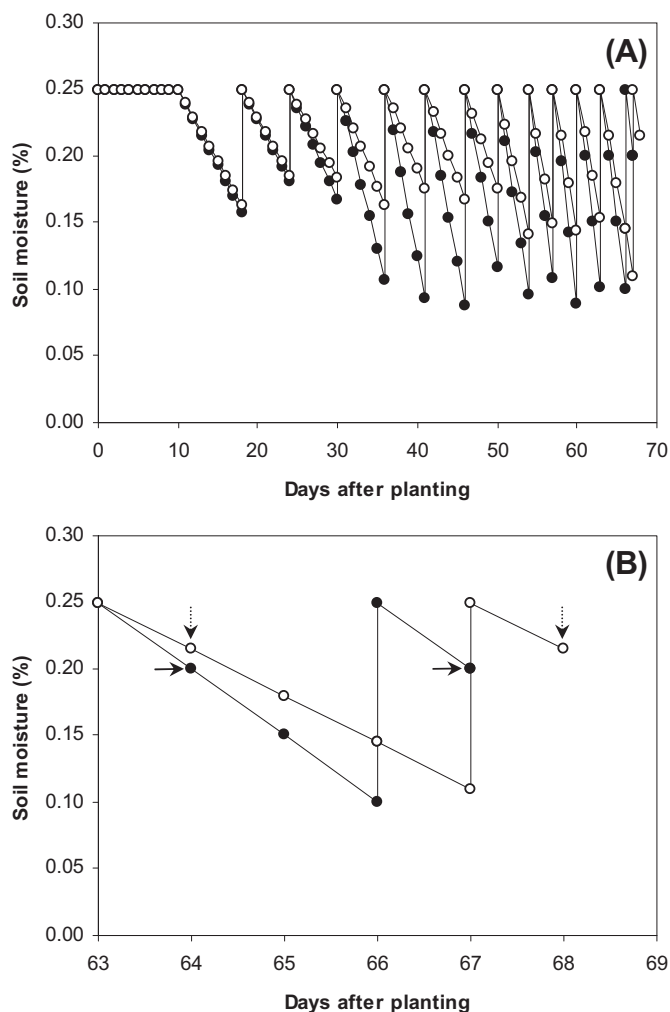 (A)
0.30
0.25
0.20
0.15
0.10
0.05
0.00
Soil moisture (%)
0 10 20 30 40 50 60 70
Days after planting
(B)
0.30
0.25
0.20
0.15
0.10
0.05
0.00
Soil moisture (%)
63 64 65 66 67 68 69
Days after planting